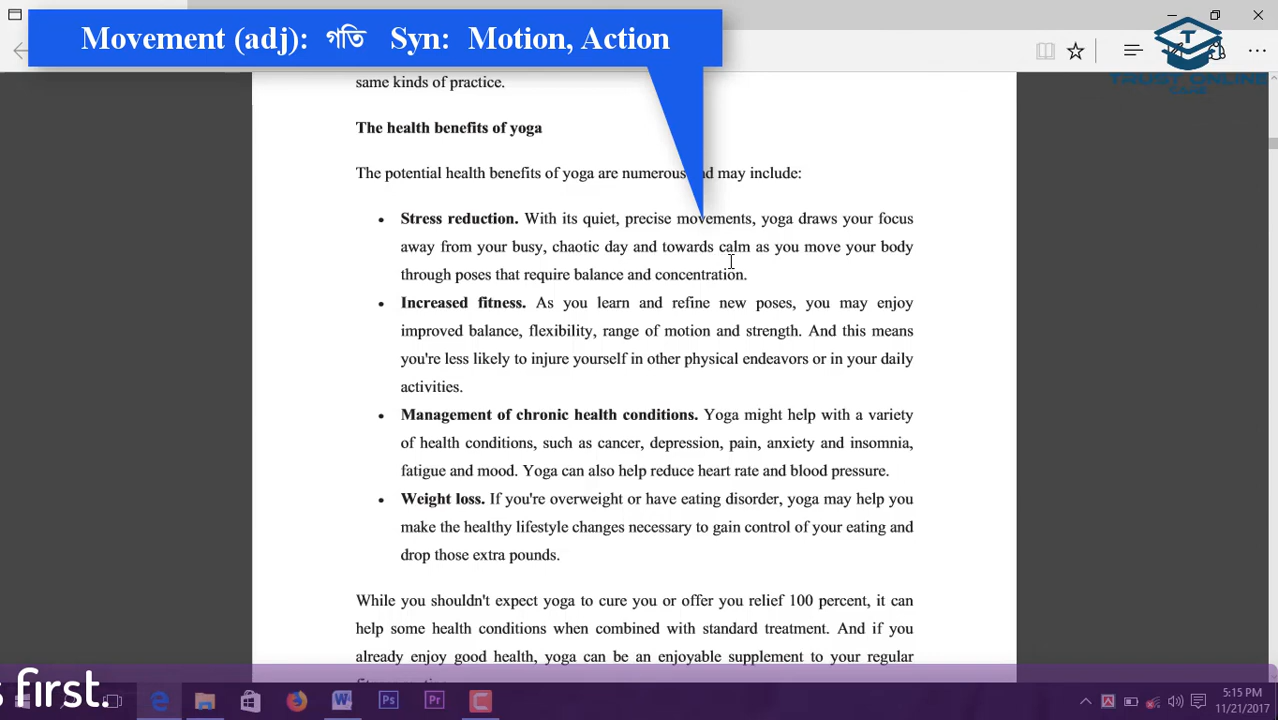 Movement (adj): গতি Syn: Motion, Action
TRUST ONLINE
same kinds of practice.
The health benefits of yoga
The potential health benefits of yoga are numerous and may include:
• Stress reduction. With its quiet, precise movements, yoga draws your focus
away from your busy, chaotic day and towards calm as you move your body
through poses that require balance and concentration.
• Increased fitness. As you learn and refine new poses, you may enjoy
improved balance, flexibility, range of motion and strength. And this means
you're less likely to injure yourself in other physical endeavors or in your daily
activities.
• Management of chronic health conditions. Yoga might help with a variety
of health conditions, such as cancer, depression, pain, anxiety and insomnia,
fatigue and mood. Yoga can also help reduce heart rate and blood pressure.
• Weight loss. If you're overweight or have eating disorder, yoga may help you
make the healthy lifestyle changes necessary to gain control of your eating and
drop those extra pounds.
While you shouldn't expect yoga to cure you or offer you relief 100 percent, it can
help some health conditions when combined with standard treatment. And if you
already enjoy good health, yoga can be an enjoyable supplement to your regular
s first.
Ps Pr
5:15 PM
11/21/2017